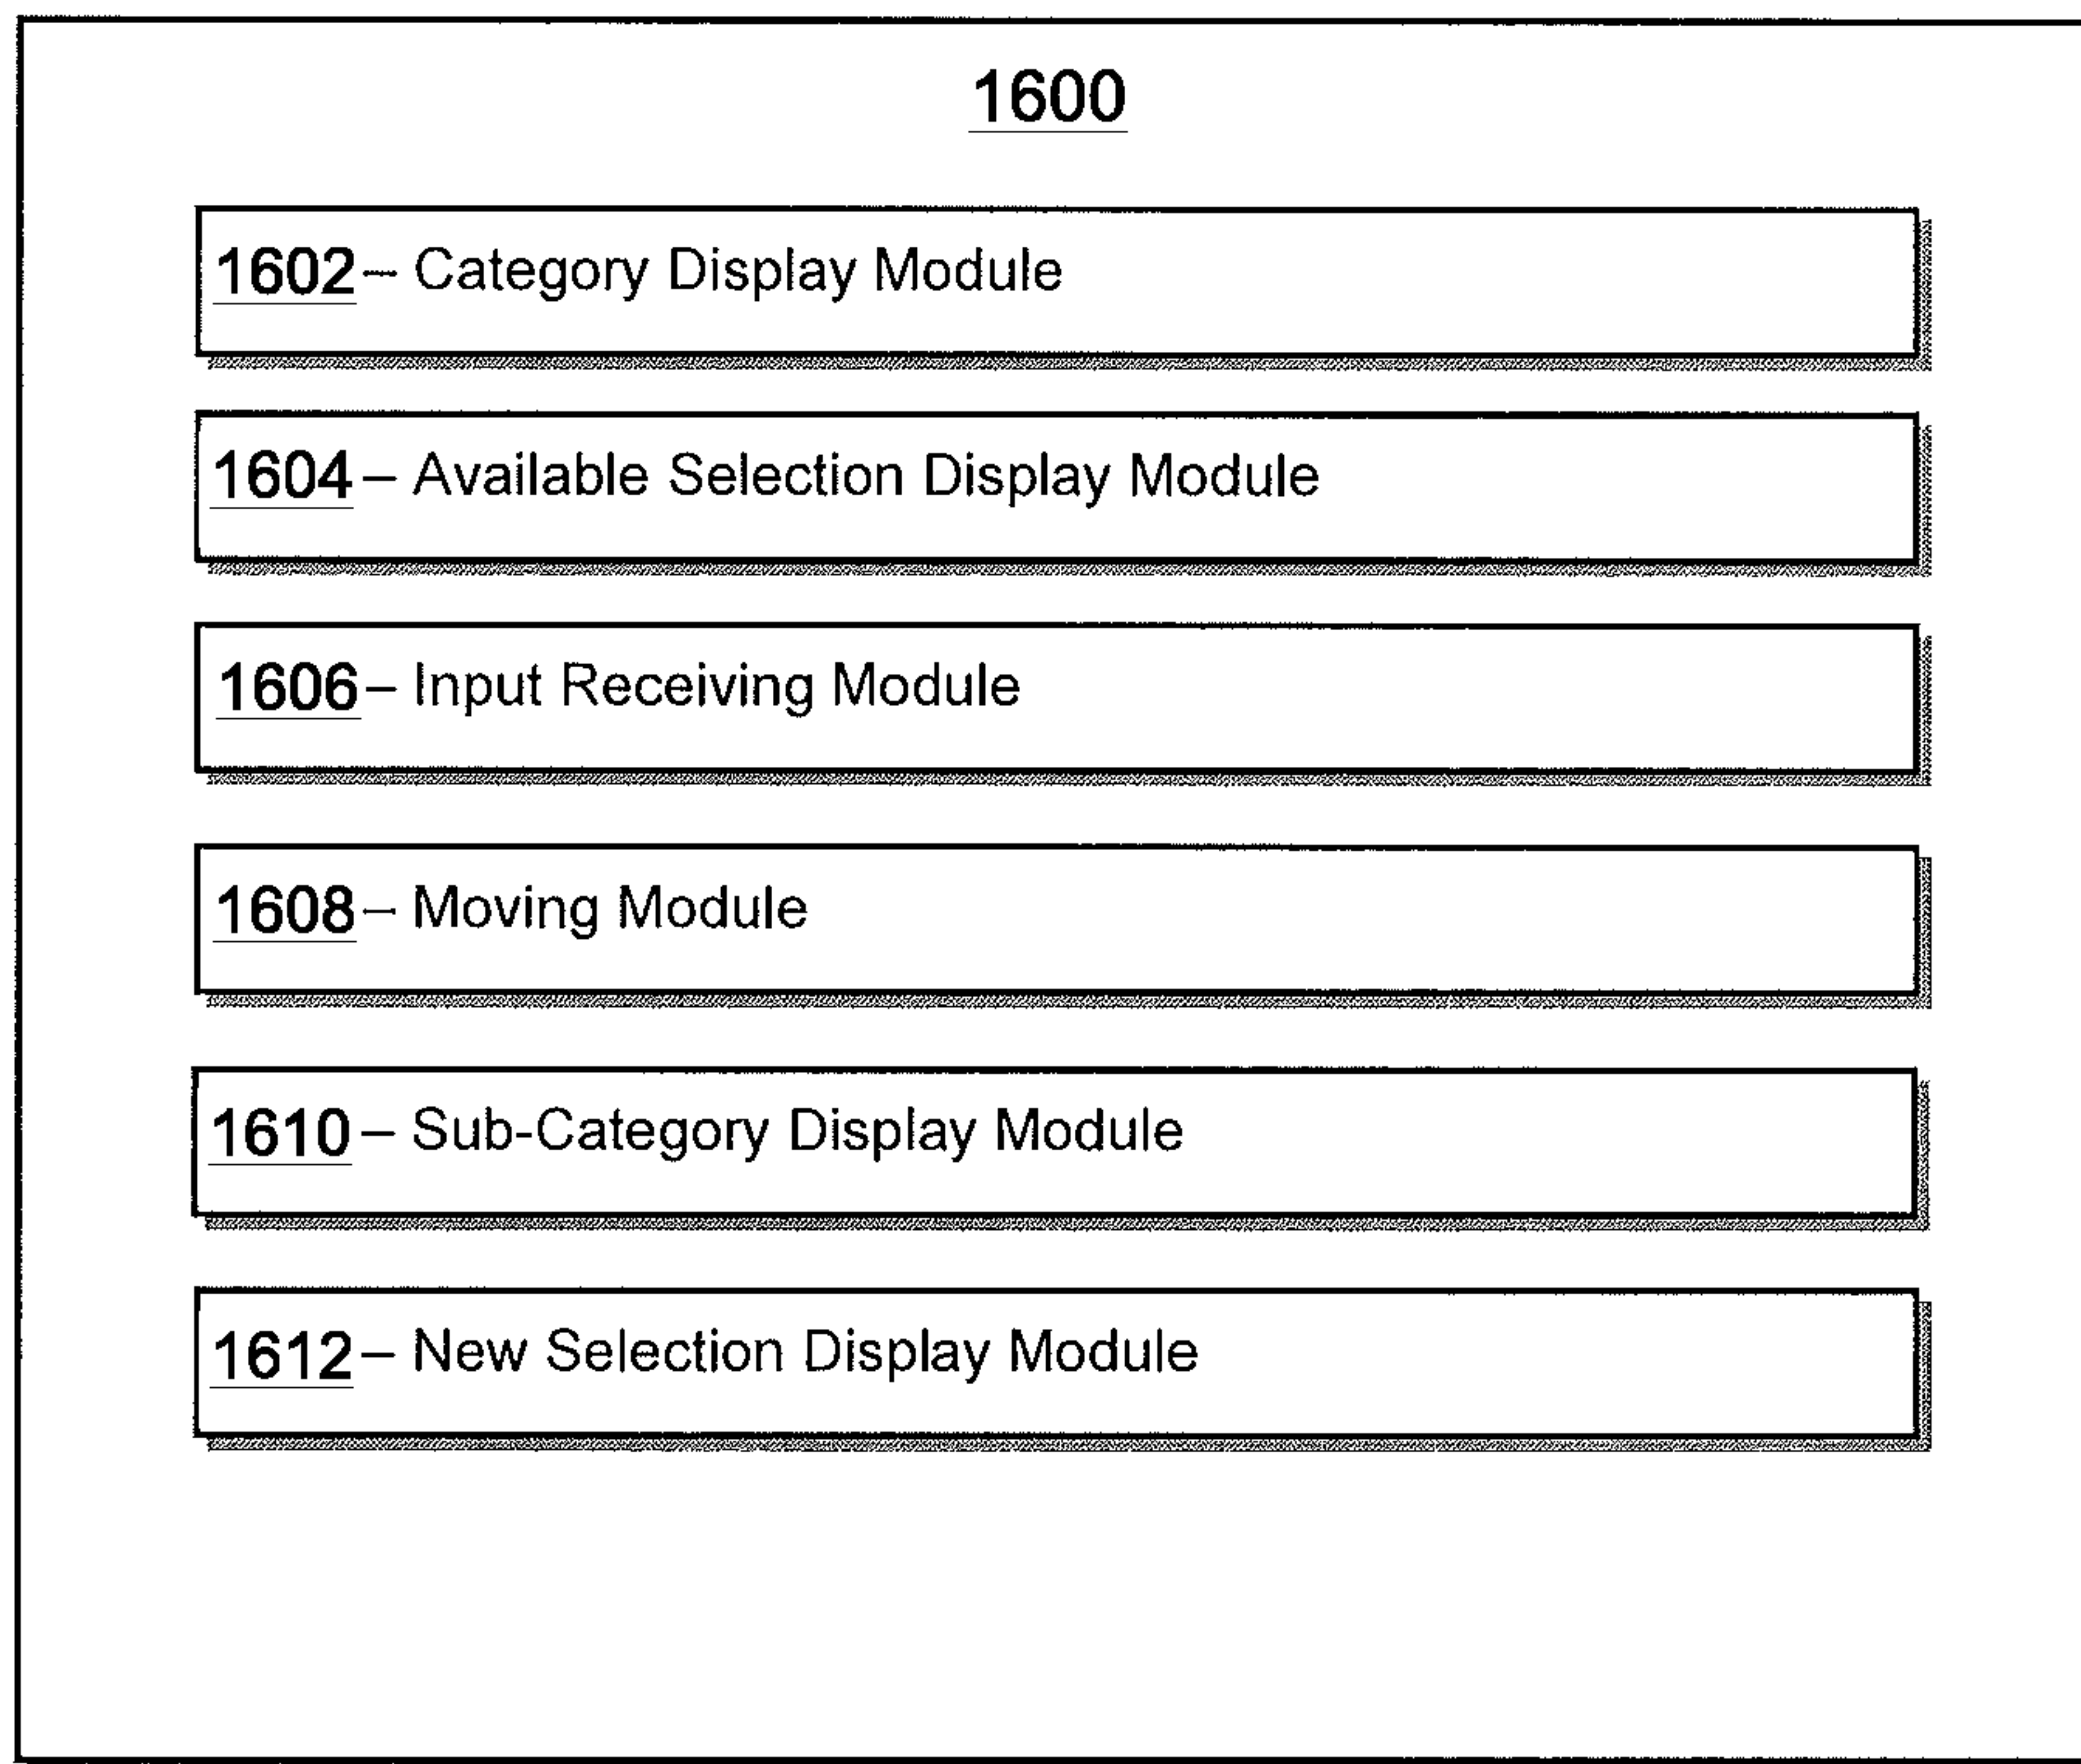 1600
1602 – Category Display Module
1604 – Available Selection Display Module
1606 – Input Receiving Module
1608 – Moving Module
1610 – Sub-Category Display Module
1612 – New Selection Display Module